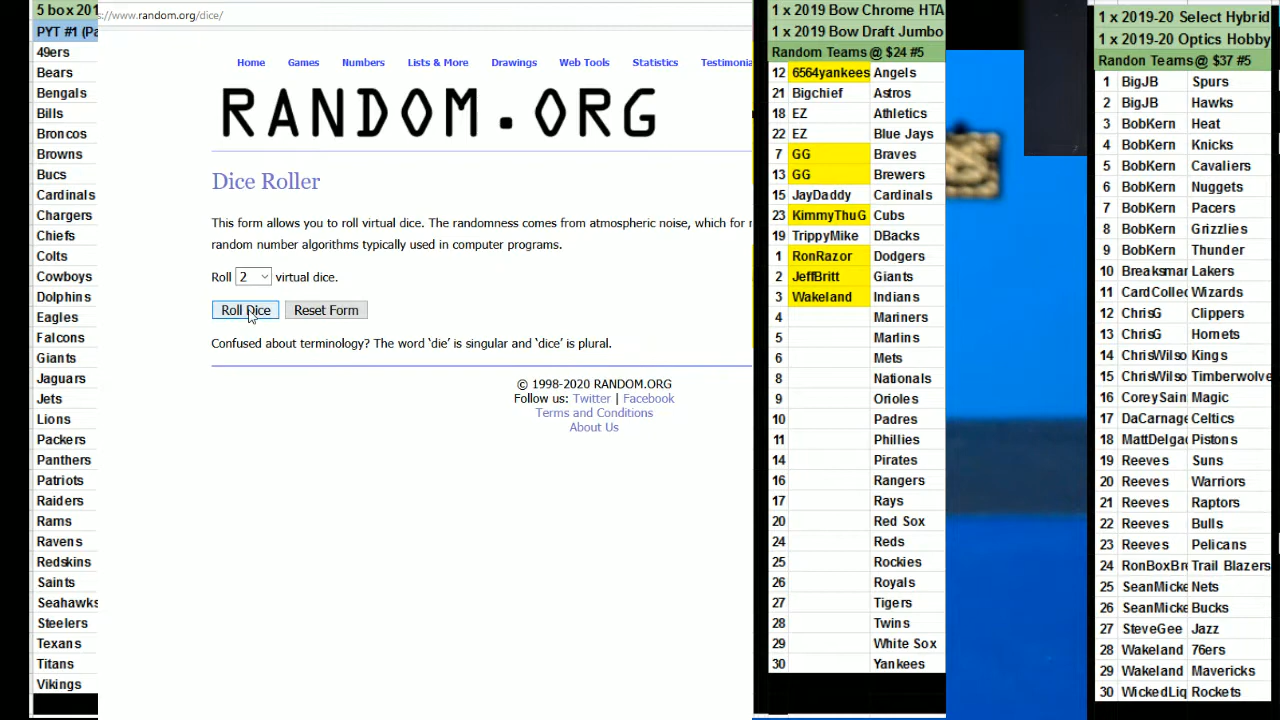 5 box 201
PYT #1 (Pa
49ers
Bears
Bengals
Bills
Broncos
Browns
Bucs
Cardinals
Chargers
Chiefs
Colts
Cowboys
Dolphins
Eagles
Falcons
Giants
Jaguars
Jets
Lions
Packers
Panthers
Patriots
Raiders
Rams
Ravens
Redskins
Saints
Seahawks
Steelers
Texans
Titans
Vikings
s://www.random.org/dice/
Home Games Numbers Lists & More Drawings Web Tools Statistics Testimonia
RANDOM.ORG
Dice Roller
This form allows you to roll virtual dice. The randomness comes from atmospheric noise, which for m
random number algorithms typically used in computer programs.
Roll 2 virtual dice.
Roll Dice Reset Form
Confused about terminology? The word ‘die’ is singular and ‘dice’ is plural.
© 1998-2020 RANDOM.ORG
Follow us: Twitter | Facebook
Terms and Conditions
About Us
1 x 2019 Bow Chrome HTA
1 x 2019 Bow Draft Jumbo
Random Teams @ $24 #5
12 6564yankees Angels
21 Bigchief Astros
18 EZ Athletics
22 EZ Blue Jays
7 GG Braves
13 GG Brewers
15 JayDaddy Cardinals
23 KimmyThuG Cubs
19 TrippyMike DBacks
1 RonRazor Dodgers
2 JeffBritt Giants
3 Wakeland Indians
4 Mariners
5 Marlins
6 Mets
8 Nationals
9 Orioles
10 Padres
11 Phillies
14 Pirates
16 Rangers
17 Rays
20 Red Sox
24 Reds
25 Rockies
26 Royals
27 Tigers
28 Twins
29 White Sox
30 Yankees
1 x 2019-20 Select Hybrid
1 x 2019-20 Optics Hobby
Randon Teams @ $37 #5
1 BigJB Spurs
2 BigJB Hawks
3 BobKern Heat
4 BobKern Knicks
5 BobKern Cavaliers
6 BobKern Nuggets
7 BobKern Pacers
8 BobKern Grizzlies
9 BobKern Thunder
10 Breaksmar Lakers
11 CardCollec Wizards
12 ChrisG Clippers
13 ChrisG Hornets
14 ChrisWilso Kings
15 ChrisWilso Timberwolve
16 CoreySain Magic
17 DaCarnage Celtics
18 MattDelgad Pistons
19 Reeves Suns
20 Reeves Warriors
21 Reeves Raptors
22 Reeves Bulls
23 Reeves Pelicans
24 RonBoxBre Trail Blazers
25 SeanMicke Nets
26 SeanMicke Bucks
27 SteveGee Jazz
28 Wakeland 76ers
29 Wakeland Mavericks
30 WickedLiq Rockets